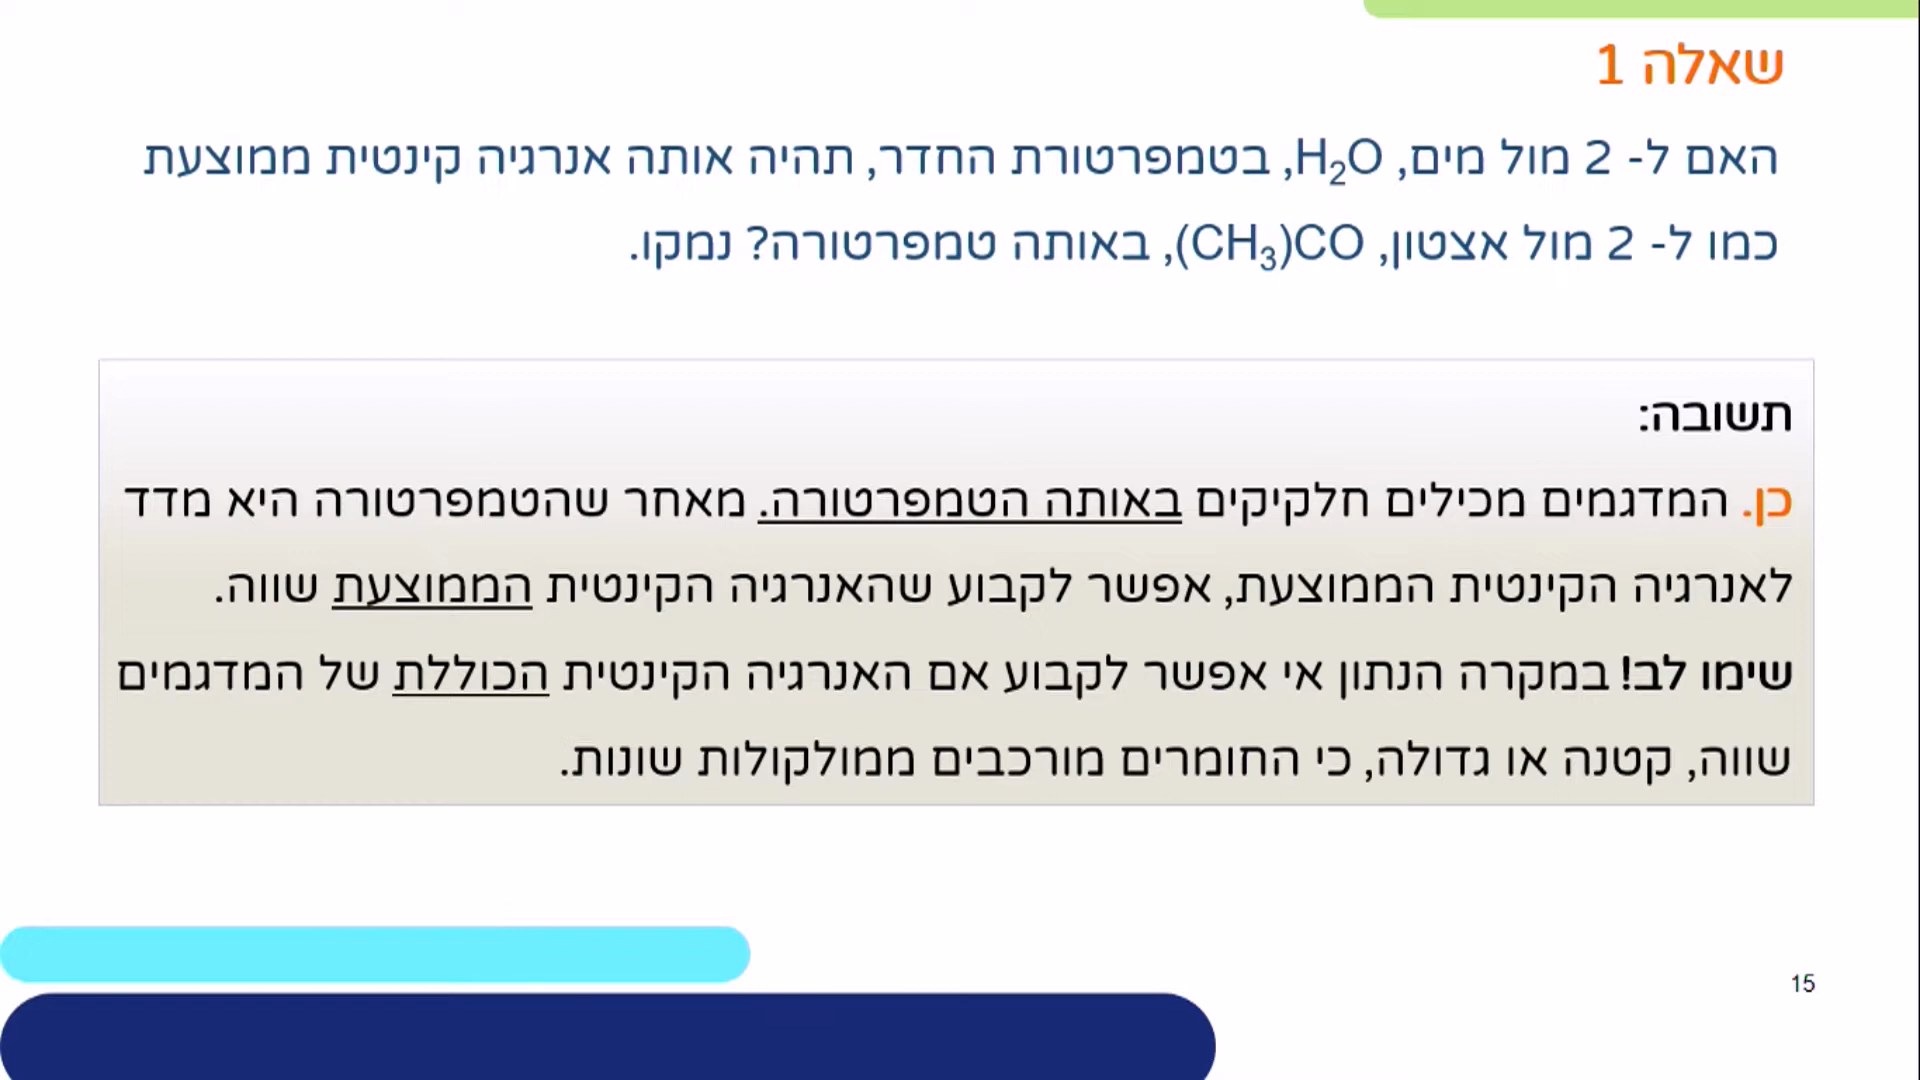 שאלה 1
האם ל- 2 מול מים, H₂O, בטמפרטורת החדר, תהיה אותה אנרגיה קינטית ממוצעת
כמו ל- 2 מול אצטון, (CH₃)CO, באותה טמפרטורה? נמקו.
תשובה:
כן. המדגמים מכילים חלקיקים באותה הטמפרטורה. מאחר שהטמפרטורה היא מדד
לאנרגיה הקינטית הממוצעת, אפשר לקבוע שהאנרגיה הקינטית הממוצעת שווה.
שימו לב! במקרה הנתון אי אפשר לקבוע אם האנרגיה הקינטית הכוללת של המדגמים
שווה, קטנה או גדולה, כי החומרים מורכבים ממולקולות שונות.
15